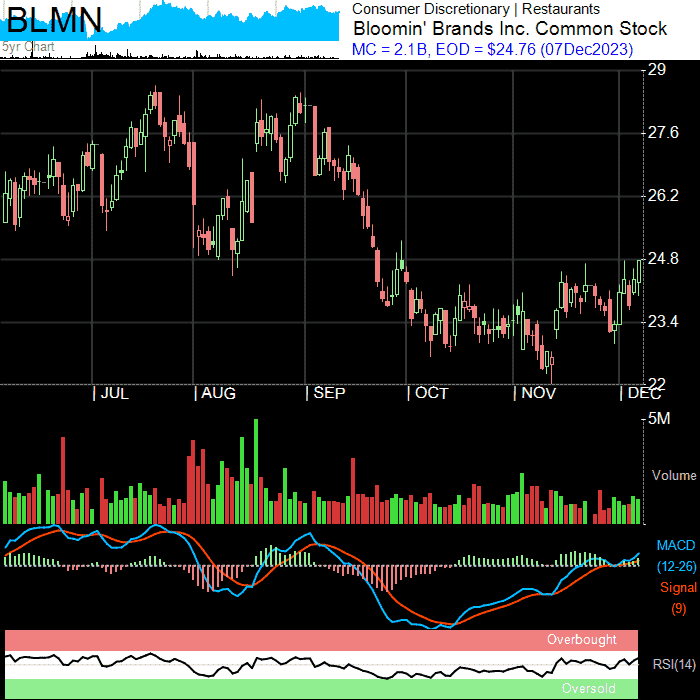 BLMN
5yr Chart
Consumer Discretionary | Restaurants
Bloomin' Brands Inc. Common Stock
MC = 2.1B, EOD = $24.76 (07Dec2023)
29
27.6
26.2
24.8
23.4
22
JUL
AUG
SEP
OCT
NOV
DEC
5M
Volume
MACD
(12-26)
Signal
(9)
Overbought
RSI(14)
Oversold